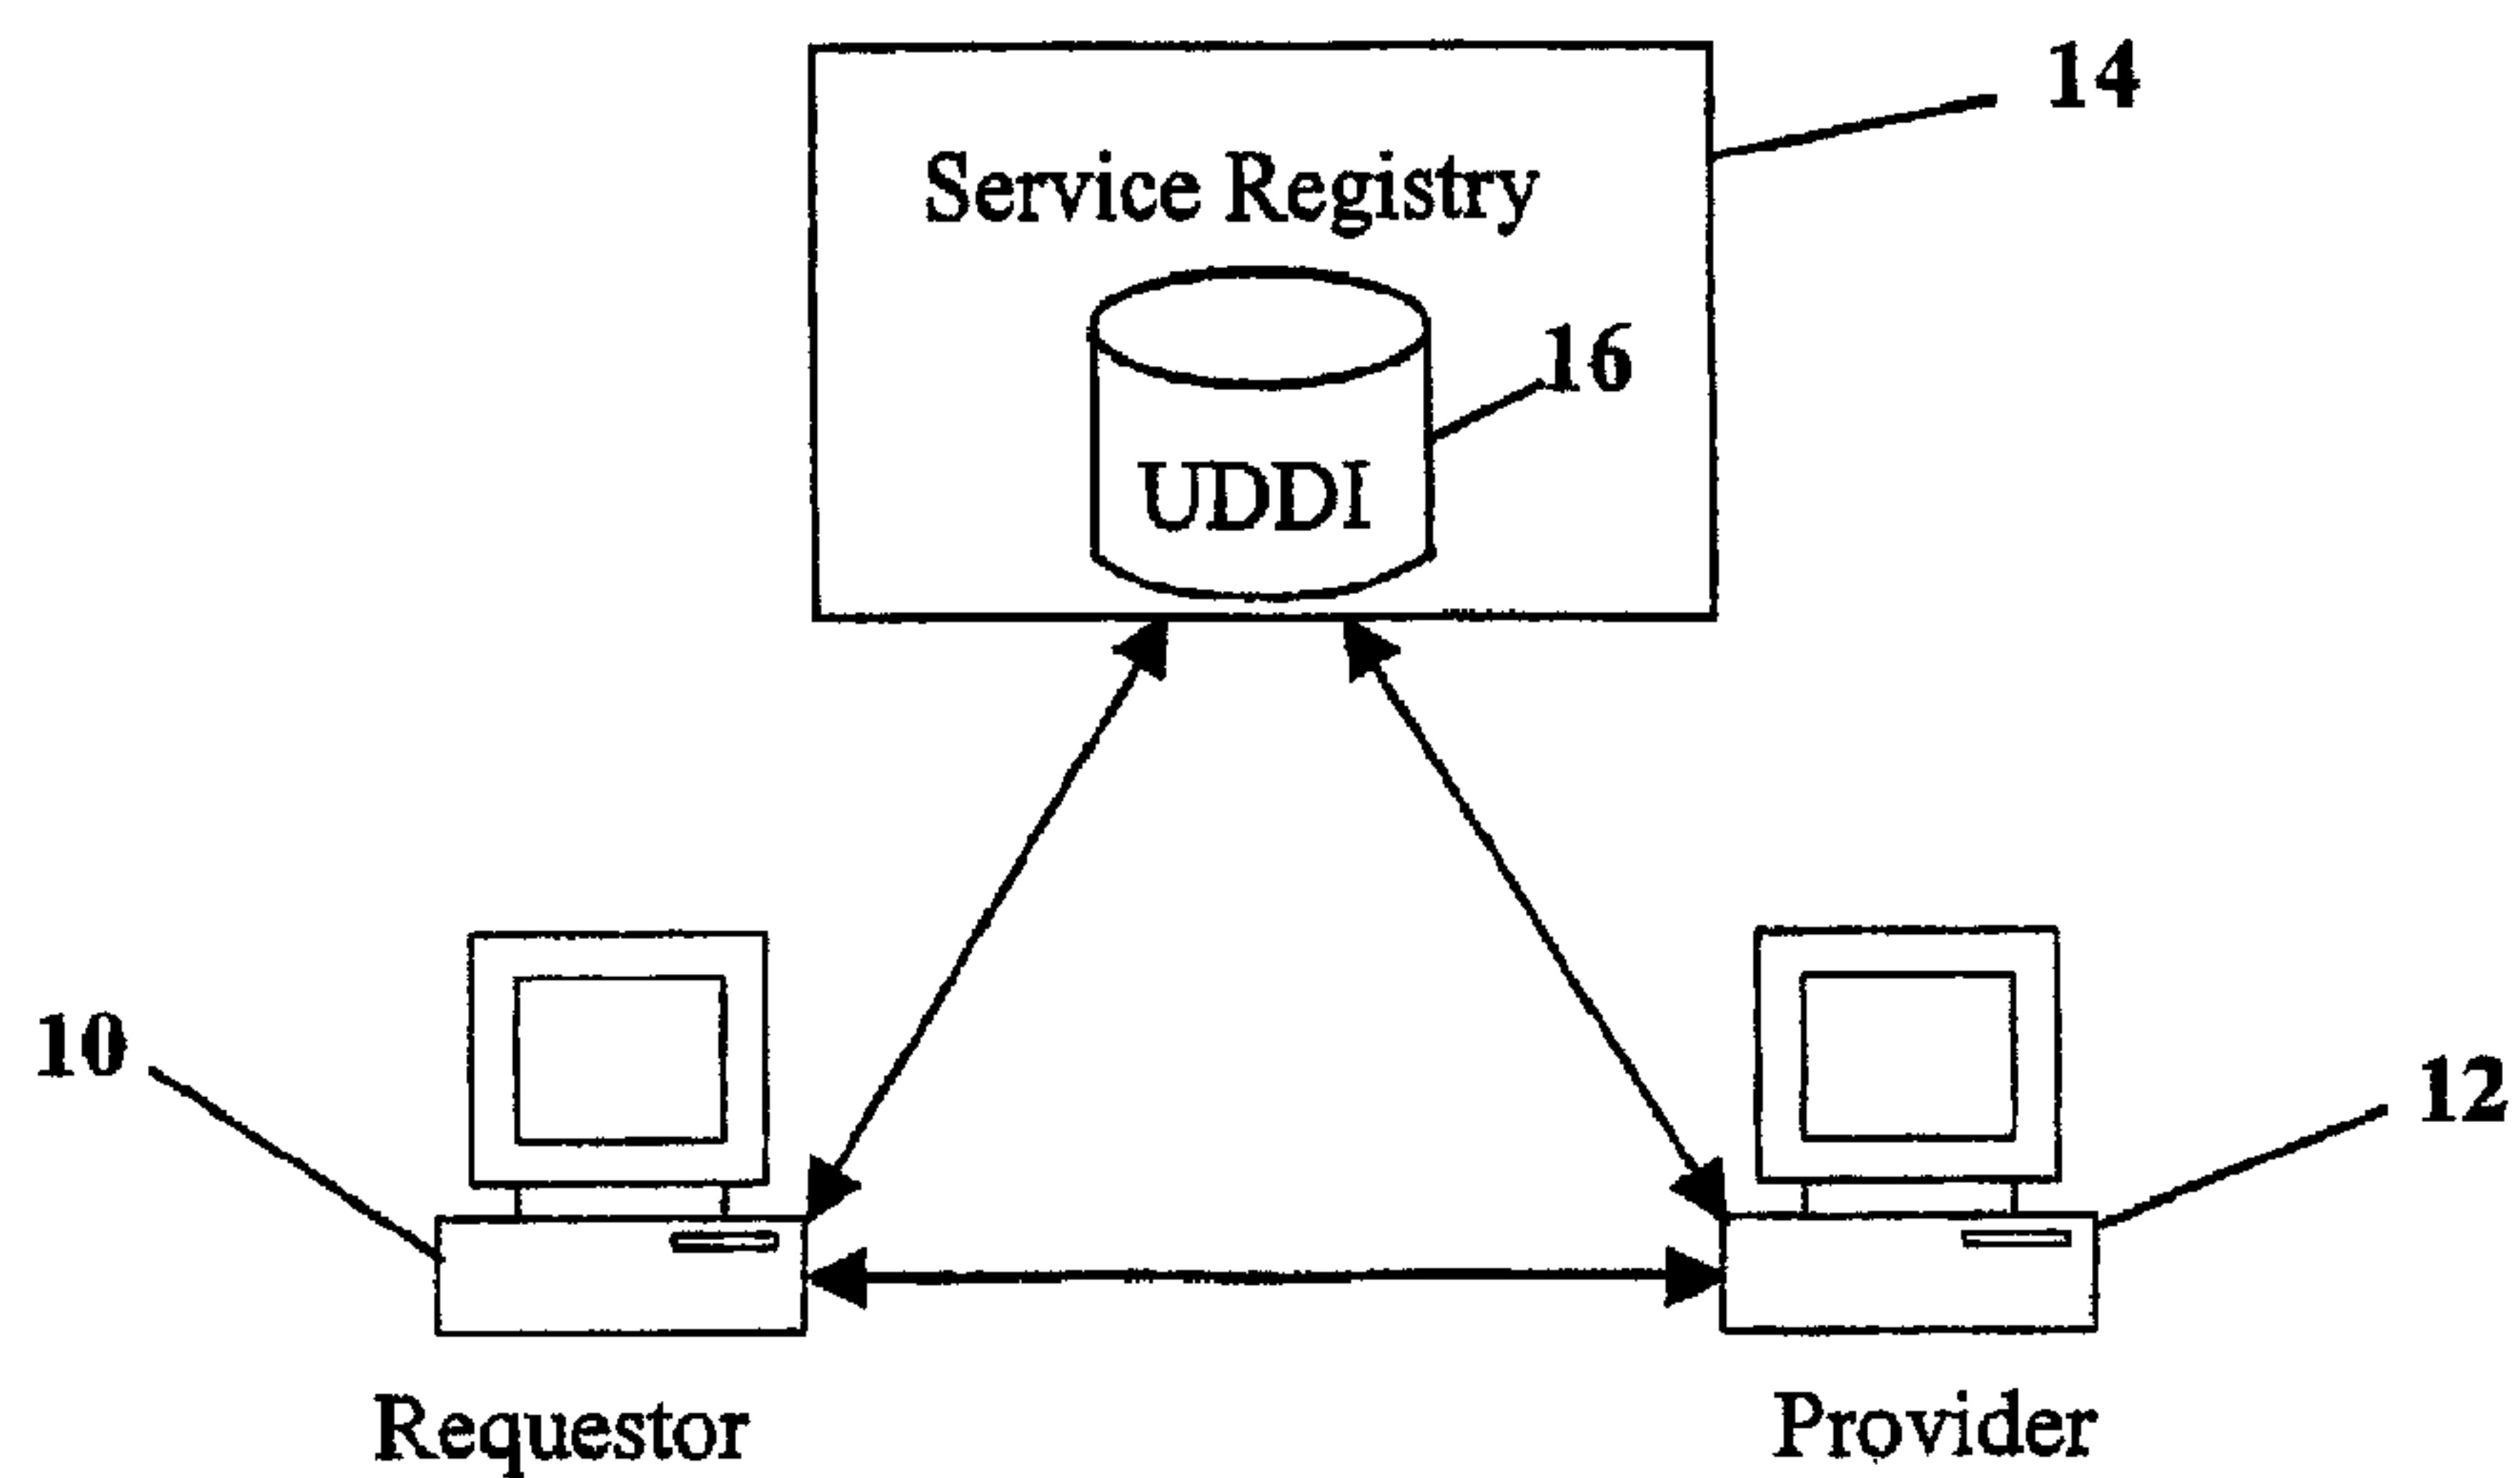 14
Service Registry
16
UDDI
10
12
Requestor
Provider